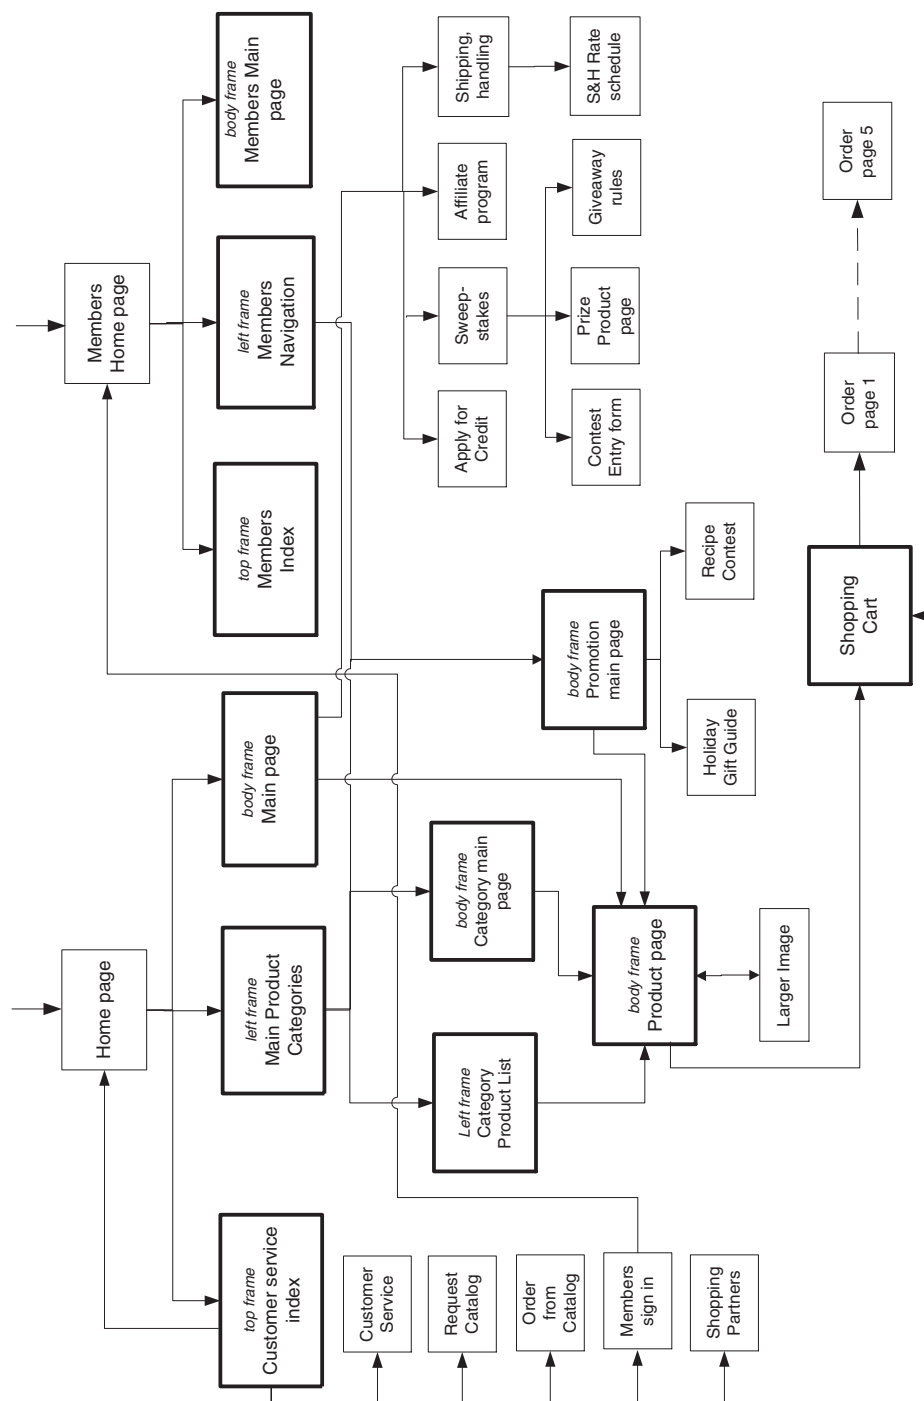 Home page
top frame
Customer service
index
left frame
Main Product
Categories
body frame
Main page
Members
Home page
top frame
Members
Index
left frame
Members
Navigation
body frame
Members Main
page
Customer
Service
Request
Catalog
Order
from
Catalog
Members
sign in
Shopping
Partners
Left frame
Category
Product List
body frame
Category main
page
body frame
Product page
Larger Image
body frame
Promotion
main page
Holiday
Gift Guide
Recipe
Contest
Apply for
Credit
Sweep-
stakes
Affiliate
program
Shipping,
handling
Contest
Entry form
Prize
Product
page
Giveaway
rules
S&H Rate
schedule
Shopping
Cart
Order
page 1
Order
page 5